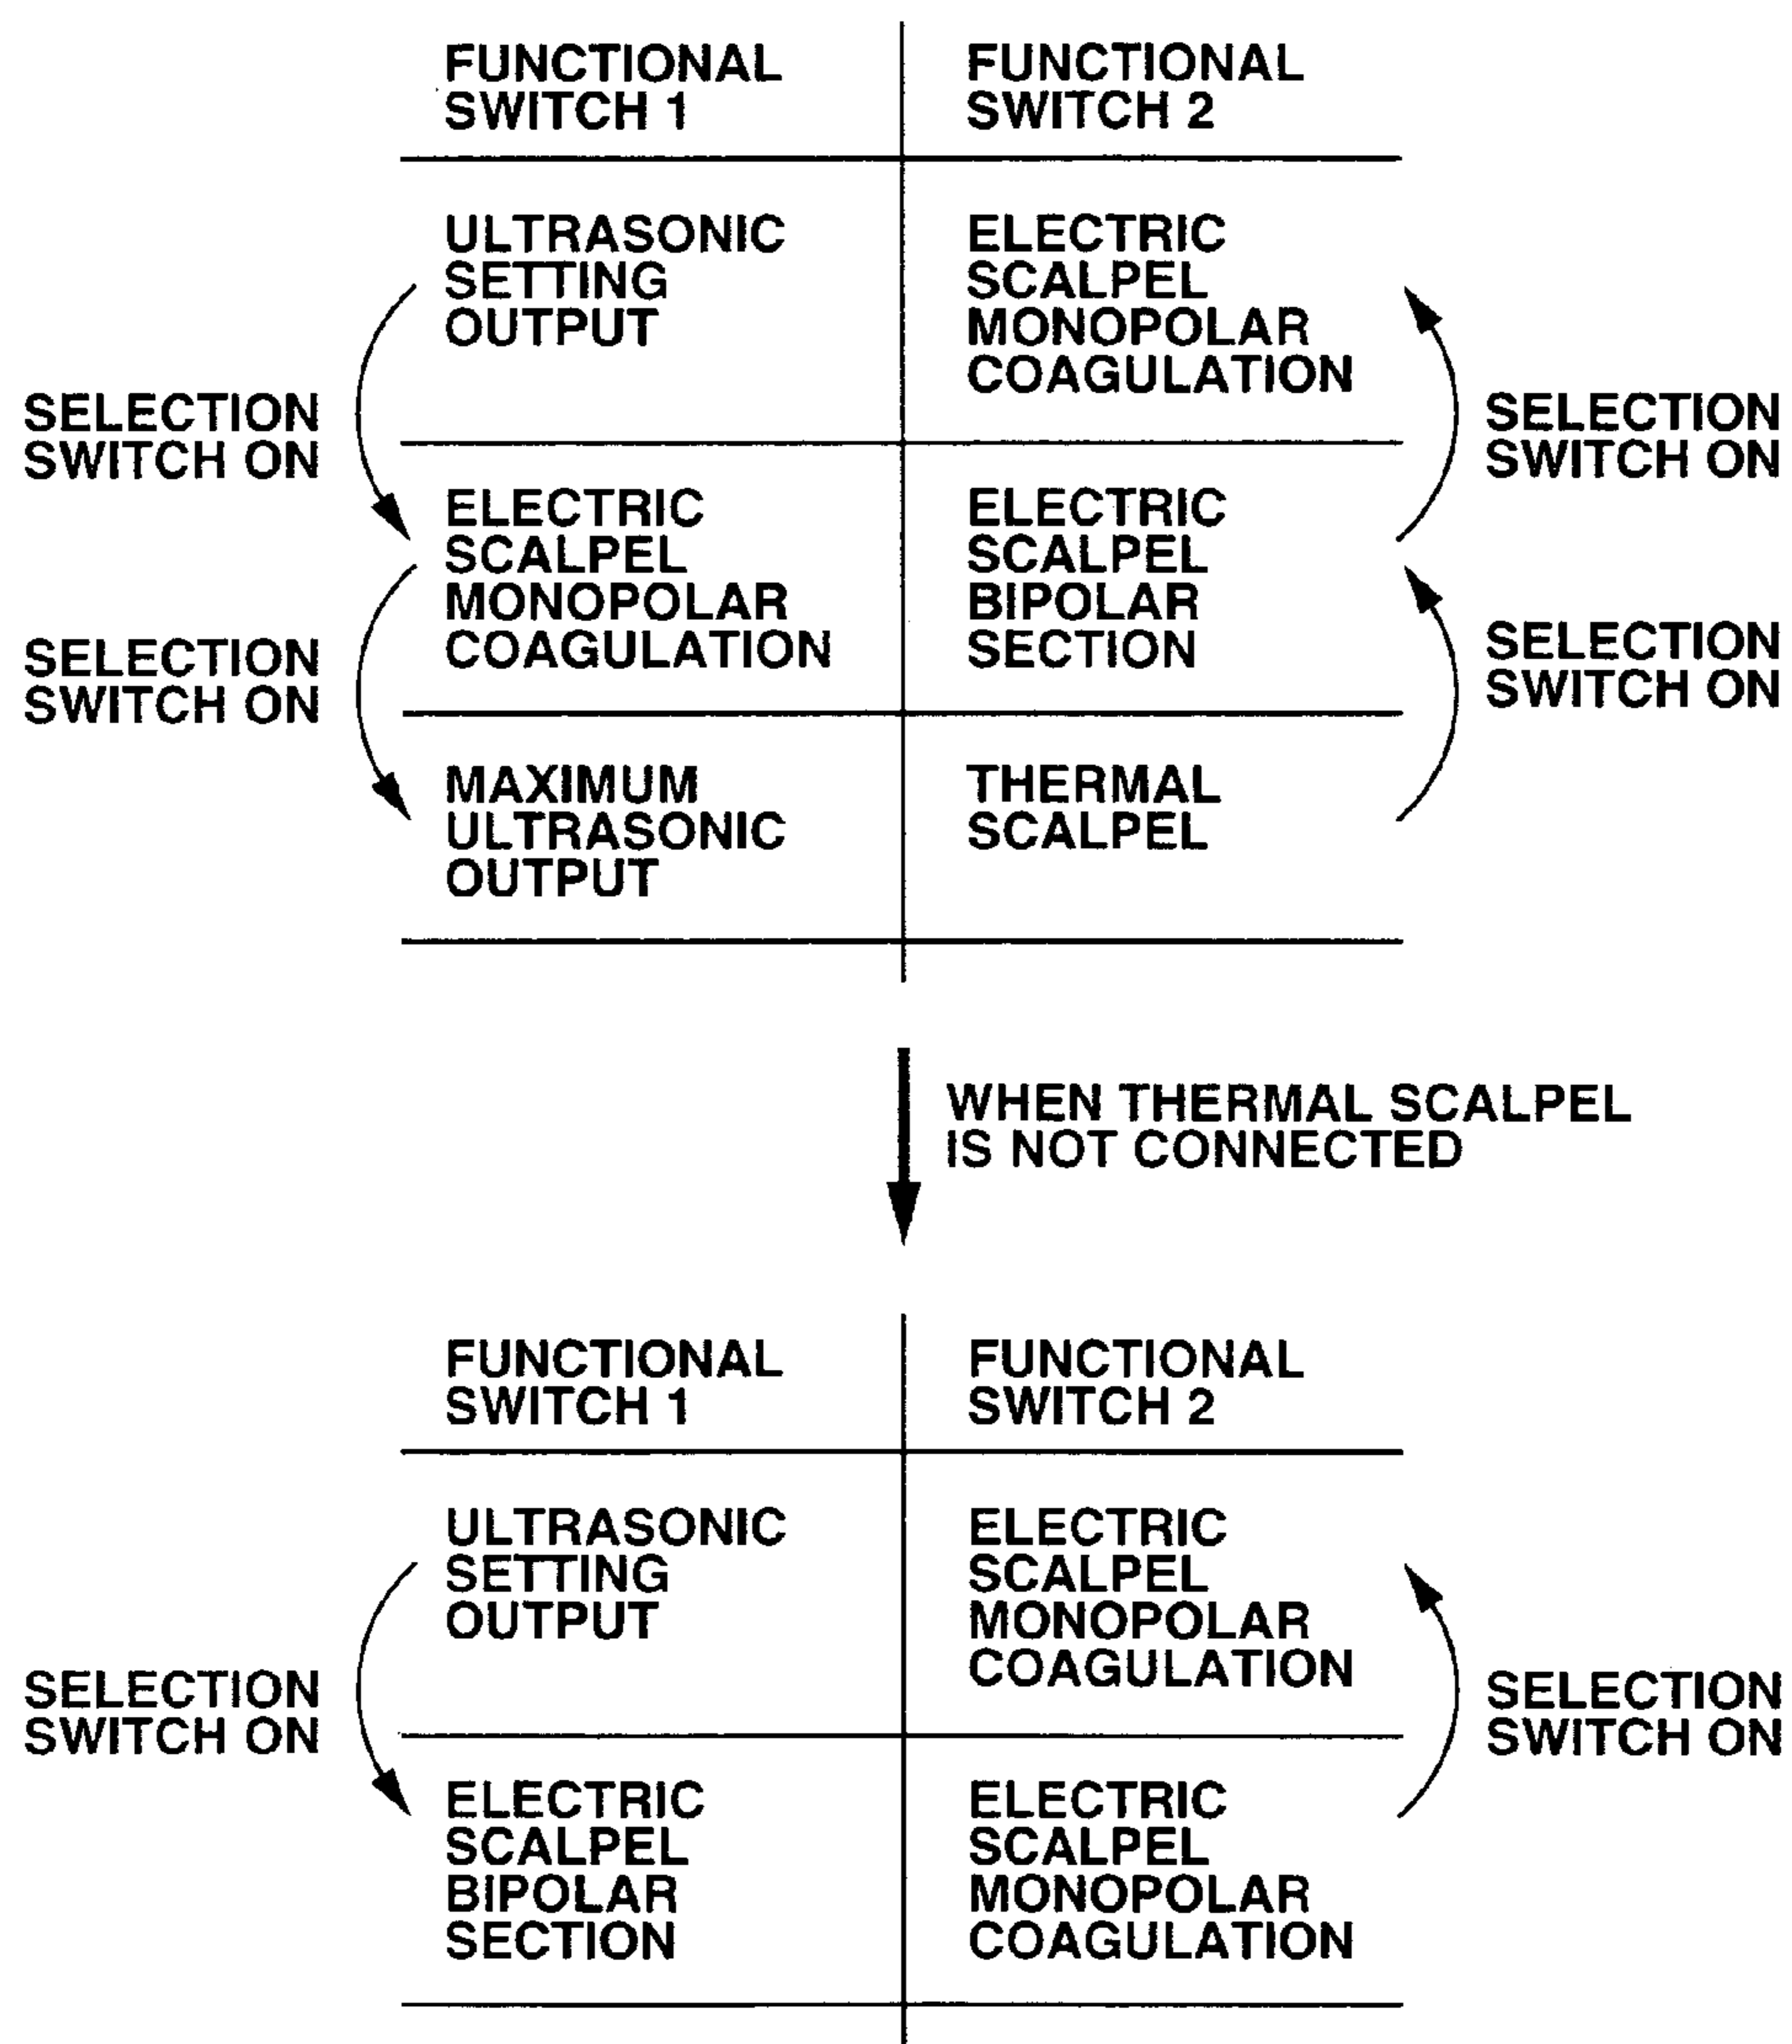 FUNCTIONAL
SWITCH 1
FUNCTIONAL
SWITCH 2
ULTRASONIC
SETTING
OUTPUT
ELECTRIC
SCALPEL
MONOPOLAR
COAGULATION
SELECTION
SWITCH ON
SELECTION
SWITCH ON
ELECTRIC
SCALPEL
MONOPOLAR
COAGULATION
ELECTRIC
SCALPEL
BIPOLAR
SECTION
SELECTION
SWITCH ON
SELECTION
SWITCH ON
MAXIMUM
ULTRASONIC
OUTPUT
THERMAL
SCALPEL
WHEN THERMAL SCALPEL
IS NOT CONNECTED
FUNCTIONAL
SWITCH 1
FUNCTIONAL
SWITCH 2
ULTRASONIC
SETTING
OUTPUT
ELECTRIC
SCALPEL
MONOPOLAR
COAGULATION
SELECTION
SWITCH ON
SELECTION
SWITCH ON
ELECTRIC
SCALPEL
BIPOLAR
SECTION
ELECTRIC
SCALPEL
MONOPOLAR
COAGULATION